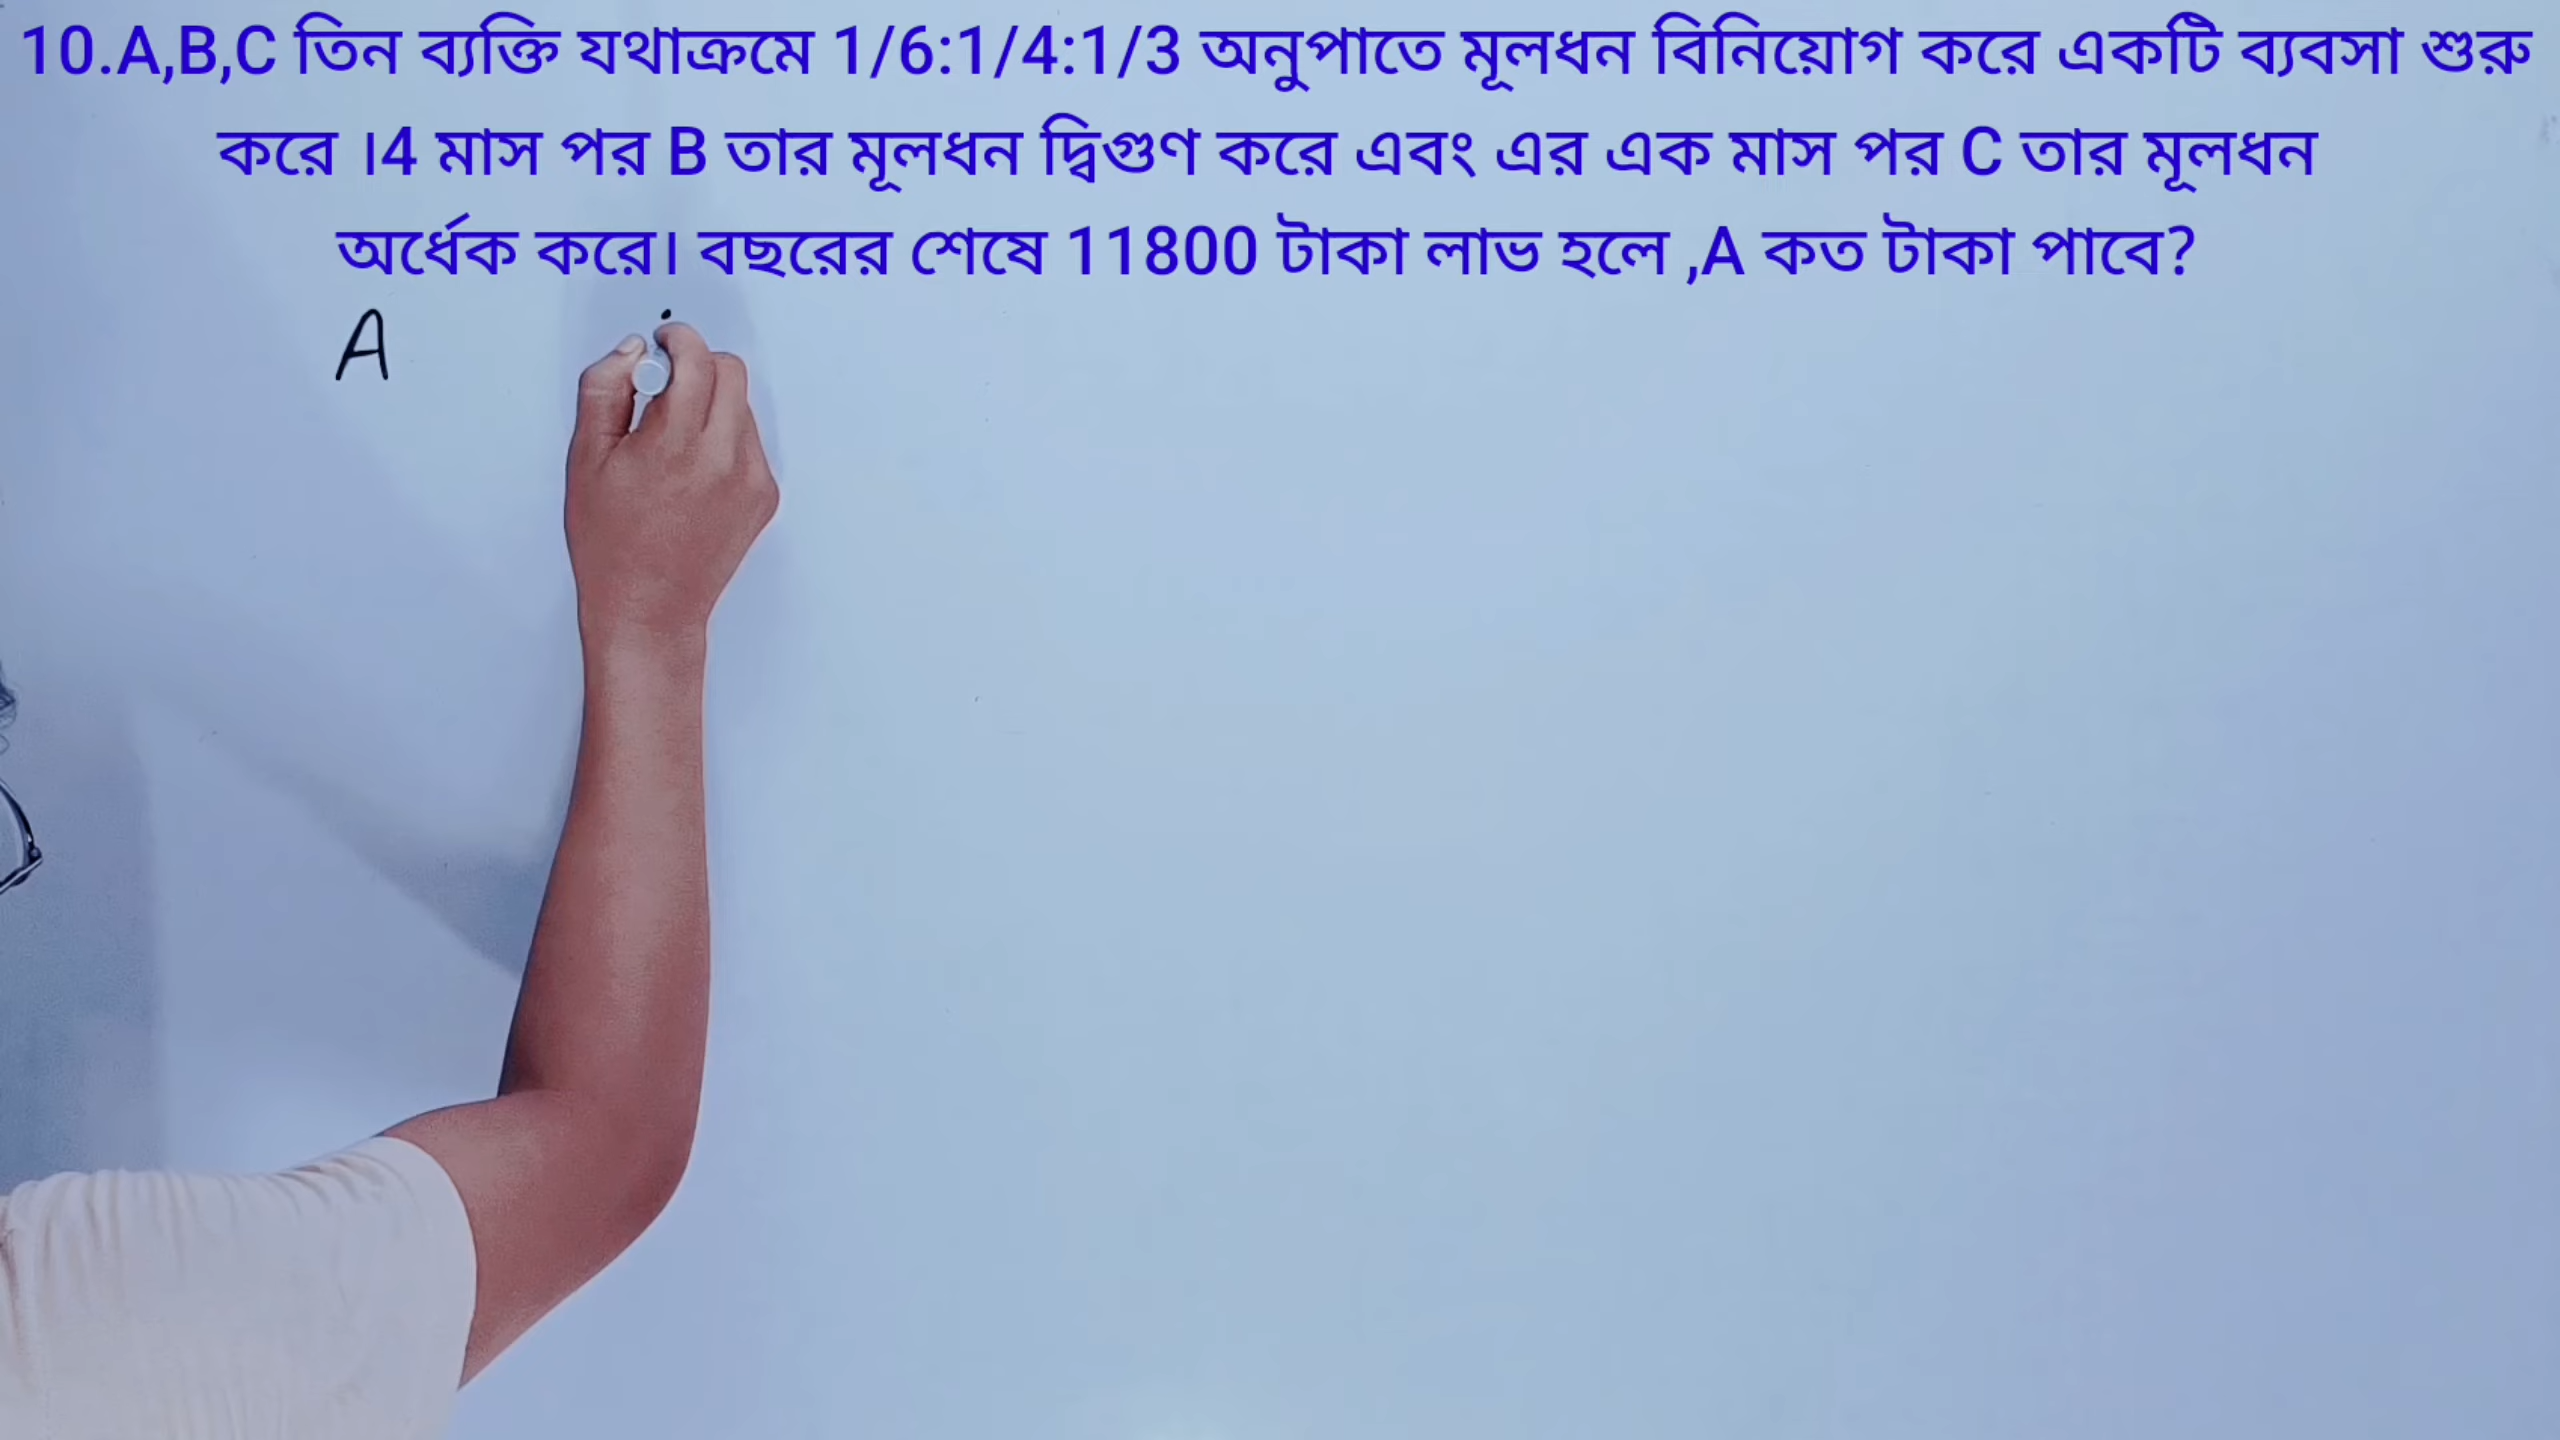 10.A,B,C তিন ব্যক্তি যথাক্রমে 1/6:1/4:1/3 অনুপাতে মূলধন বিনিয়োগ করে একটি ব্যবসা শুরু
করে ।4 মাস পর B তার মূলধন দ্বিগুণ করে এবং এর এক মাস পর C তার মূলধন
অর্ধেক করে। বছরের শেষে 11800 টাকা লাভ হলে ,A কত টাকা পাবে?
A